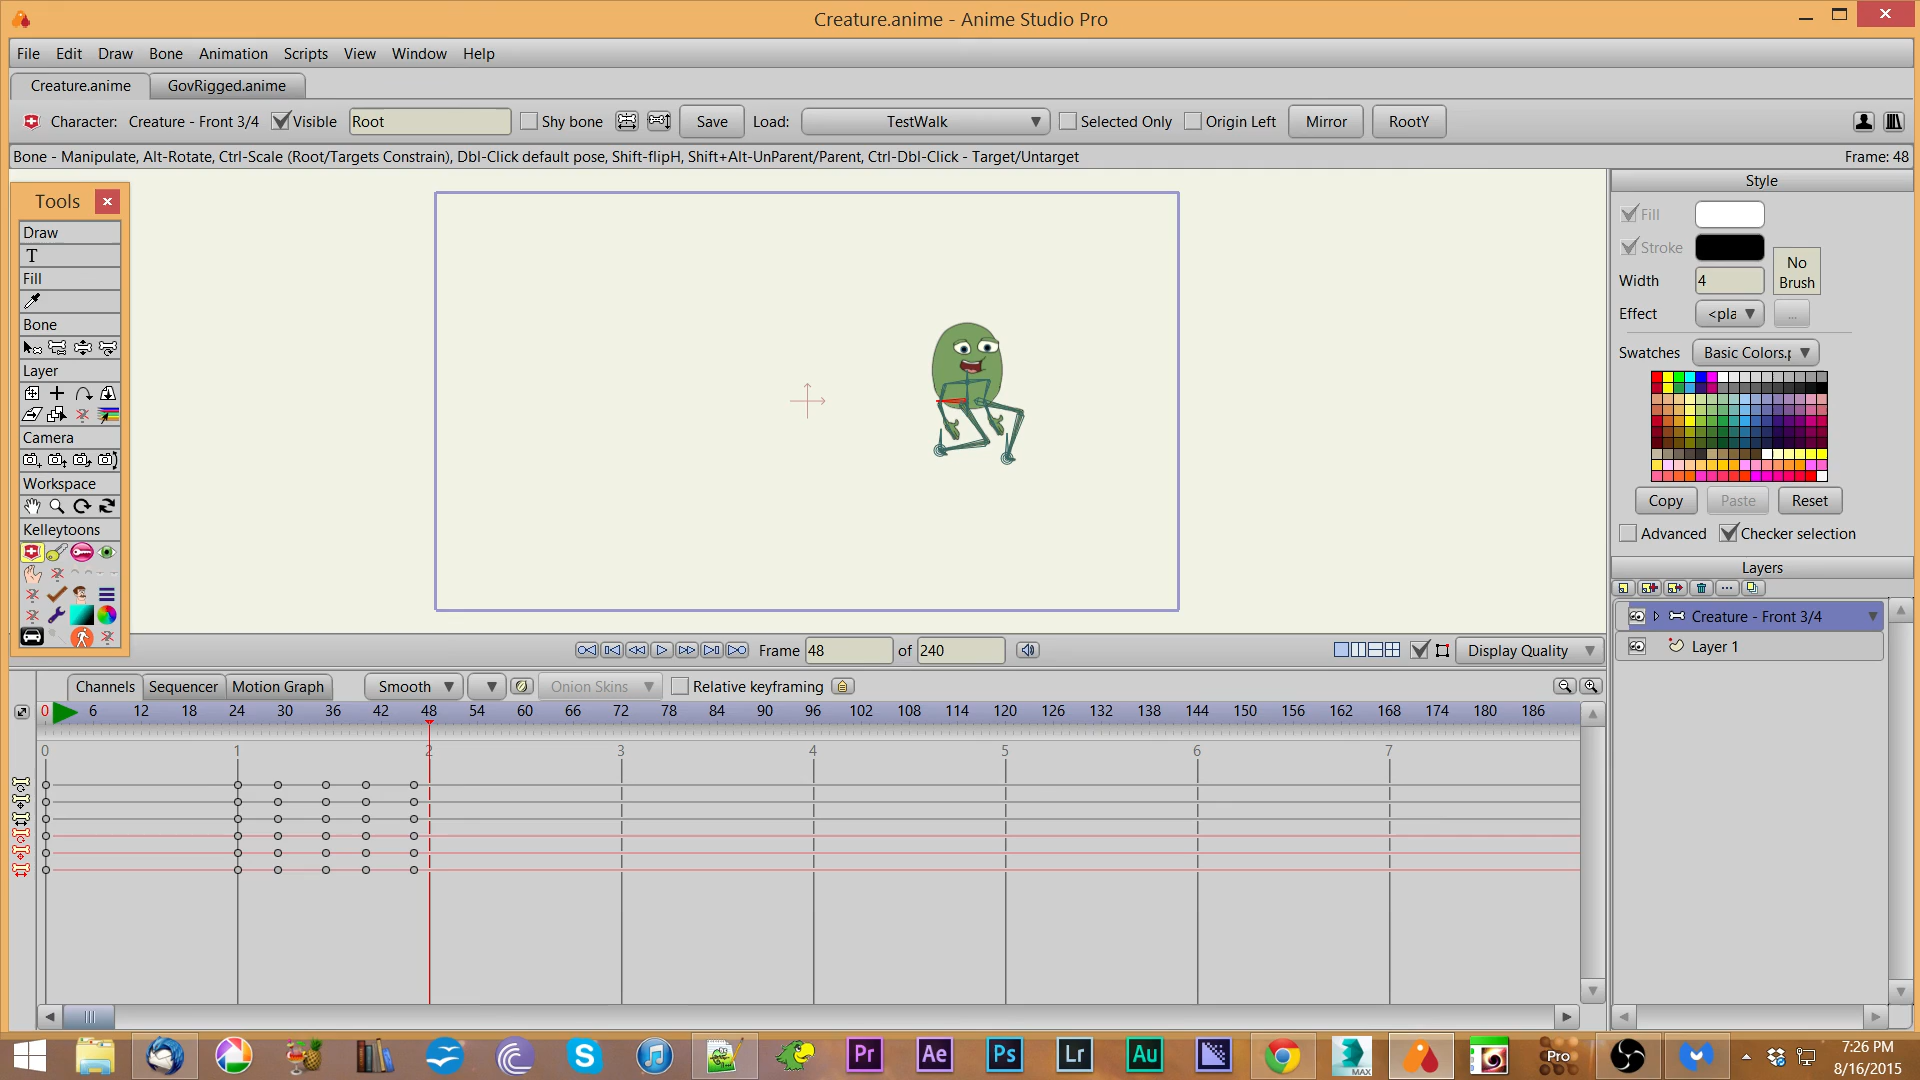 Creature.anime - Anime Studio Pro
File Edit Draw Bone Animation Scripts View Window Help
Creature.anime GovRigged.anime
Character: Creature - Front 3/4 Visible Root Shy bone Save Load: TestWalk Selected Only Origin Left Mirror RootY
Bone - Manipulate, Alt-Rotate, Ctrl-Scale (Root/Targets Constrain), Dbl-Click default pose, Shift-flipH, Shift+Alt-UnParent/Parent, Ctrl-Dbl-Click - Target/Untarget Frame: 48
Tools
Draw
T
Fill
Bone
Layer
Camera
Workspace
Kelleytoons
Style
Fill
Stroke
No
Brush
Width 4
Effect <pla ...
Swatches Basic Colors.p
Copy Paste Reset
Advanced Checker selection
Layers
Creature - Front 3/4
Layer 1
Frame 48 of 240 Display Quality
Channels Sequencer Motion Graph Smooth Onion Skins Relative keyframing
0 6 12 18 24 30 36 42 48 54 60 66 72 78 84 90 96 102 108 114 120 126 132 138 144 150 156 162 168 174 180 186
0 1 2 3 4 5 6 7
Pr Ae Ps Lr Au MAX Pro
7:26 PM
8/16/2015